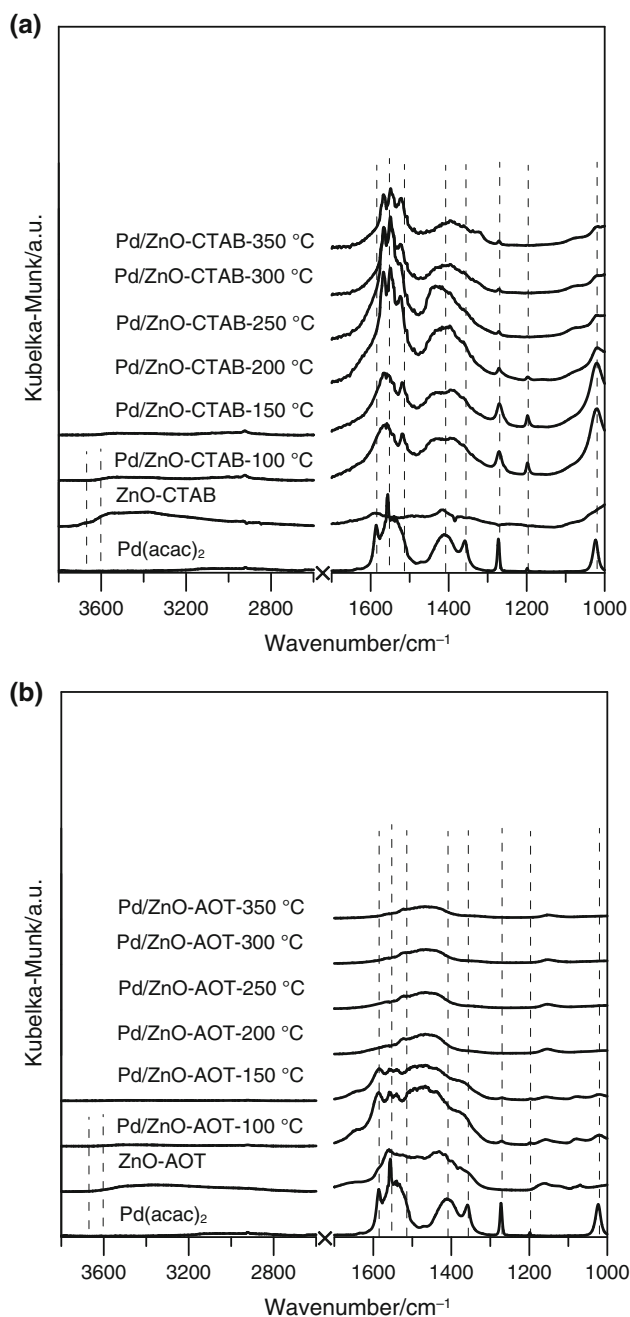 (a)
Kubelka-Munk/a.u.
Pd/ZnO-CTAB-350 °C
Pd/ZnO-CTAB-300 °C
Pd/ZnO-CTAB-250 °C
Pd/ZnO-CTAB-200 °C
Pd/ZnO-CTAB-150 °C
Pd/ZnO-CTAB-100 °C
ZnO-CTAB
Pd(acac)₂
3600 3200 2800 1600 1400 1200 1000
Wavenumber/cm⁻¹
(b)
Kubelka-Munk/a.u.
Pd/ZnO-AOT-350 °C
Pd/ZnO-AOT-300 °C
Pd/ZnO-AOT-250 °C
Pd/ZnO-AOT-200 °C
Pd/ZnO-AOT-150 °C
Pd/ZnO-AOT-100 °C
ZnO-AOT
Pd(acac)₂
3600 3200 2800 1600 1400 1200 1000
Wavenumber/cm⁻¹